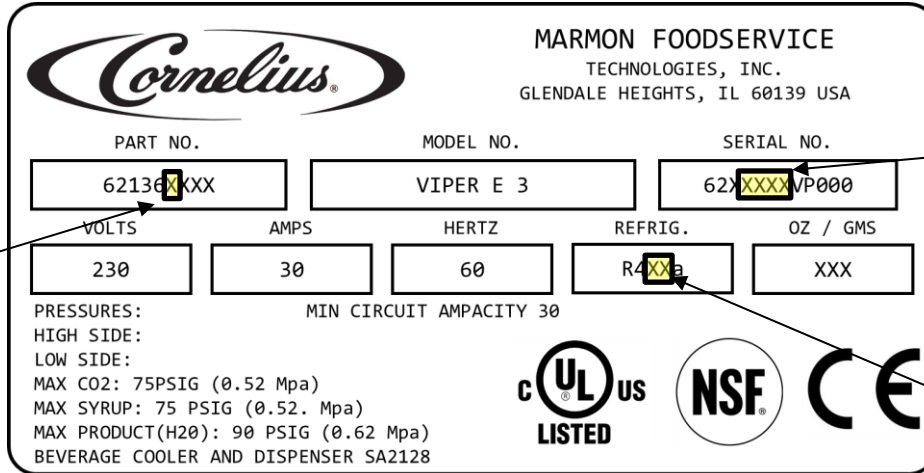 Cornelius®
MARMON FOODSERVICE
TECHNOLOGIES, INC.
GLENDALE HEIGHTS, IL 60139 USA
PART NO. MODEL NO. SERIAL NO.
62136XXXX VIPER E 3 62XXXXXVP000
VOLTS AMPS HERTZ REFRIG. OZ / GMS
230 30 60 R4XXa XXX
PRESSURES: MIN CIRCUIT AMPACITY 30
HIGH SIDE:
LOW SIDE:
MAX CO2: 75PSIG (0.52 Mpa)
MAX SYRUP: 75 PSIG (0.52. Mpa)
MAX PRODUCT(H20): 90 PSIG (0.62 Mpa)
BEVERAGE COOLER AND DISPENSER SA2128
C UL® US
LISTED
NSF®
CE